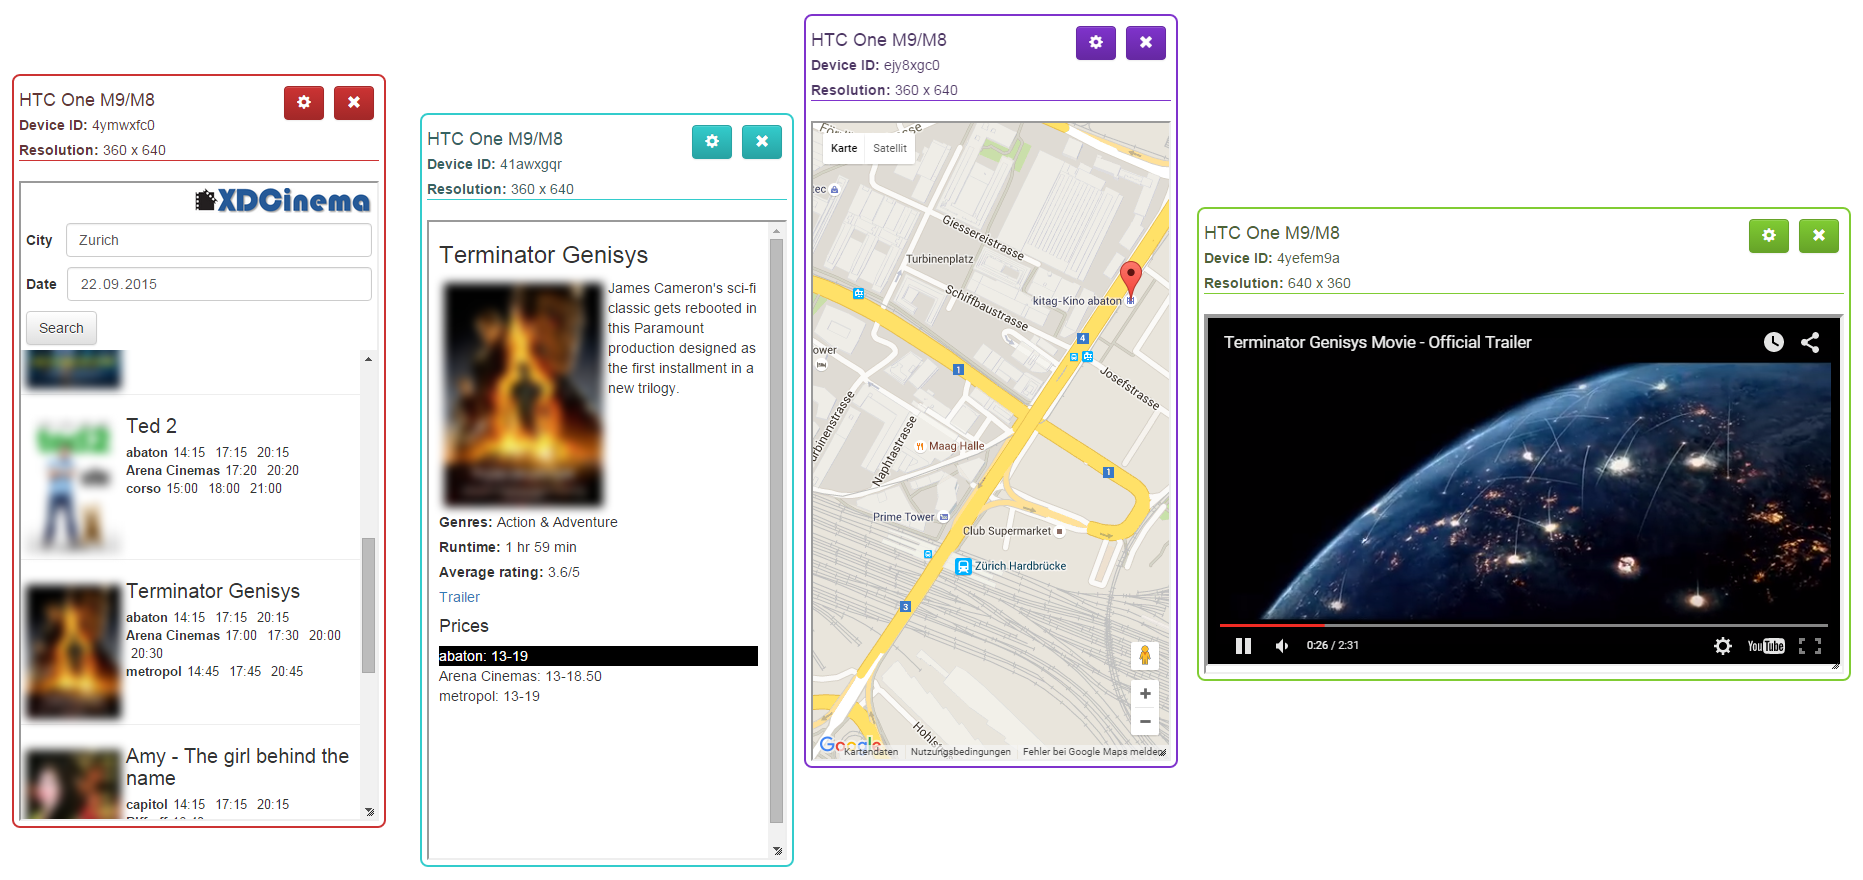 HTC One M9/M8
Device ID: 4ymwxfc0
Resolution: 360 x 640
XDCinema
City
Zurich
Date
22.09.2015
Search
Ted 2
abaton 14:15 17:15 20:15
Arena Cinemas 17:20 20:20
corso 15:00 18:00 21:00
Terminator Genisys
abaton 14:15 17:15 20:15
Arena Cinemas 17:00 17:30 20:00
20:30
metropol 14:45 17:45 20:45
Amy - The girl behind the
name
capitol 14:15 17:15 20:15
HTC One M9/M8
Device ID: 41awxgqr
Resolution: 360 x 640
Terminator Genisys
James Cameron's sci-fi
classic gets rebooted in
this Paramount
production designed as
the first installment in a
new trilogy.
Genres: Action & Adventure
Runtime: 1 hr 59 min
Average rating: 3.6/5
Trailer
Prices
abaton: 13-19
Arena Cinemas: 13-18.50
metropol: 13-19
HTC One M9/M8
Device ID: ejy8xgc0
Resolution: 360 x 640
Karte
Satellit
Giessereistrasse
Turbinenplatz
Schiffbaustrasse
kitag-Kino abaton
4
ower
1
Josefstrasse
Naphtastrasse
Maag Halle
1
Prime Tower
Club Supermarket
Zürich Hardbrücke
3
Google
Kartendaten
Nutzungsbedingungen
Fehler bei Google Maps melden
HTC One M9/M8
Device ID: 4yefem9a
Resolution: 640 x 360
Terminator Genisys Movie - Official Trailer
0:26 / 2:31
YouTube